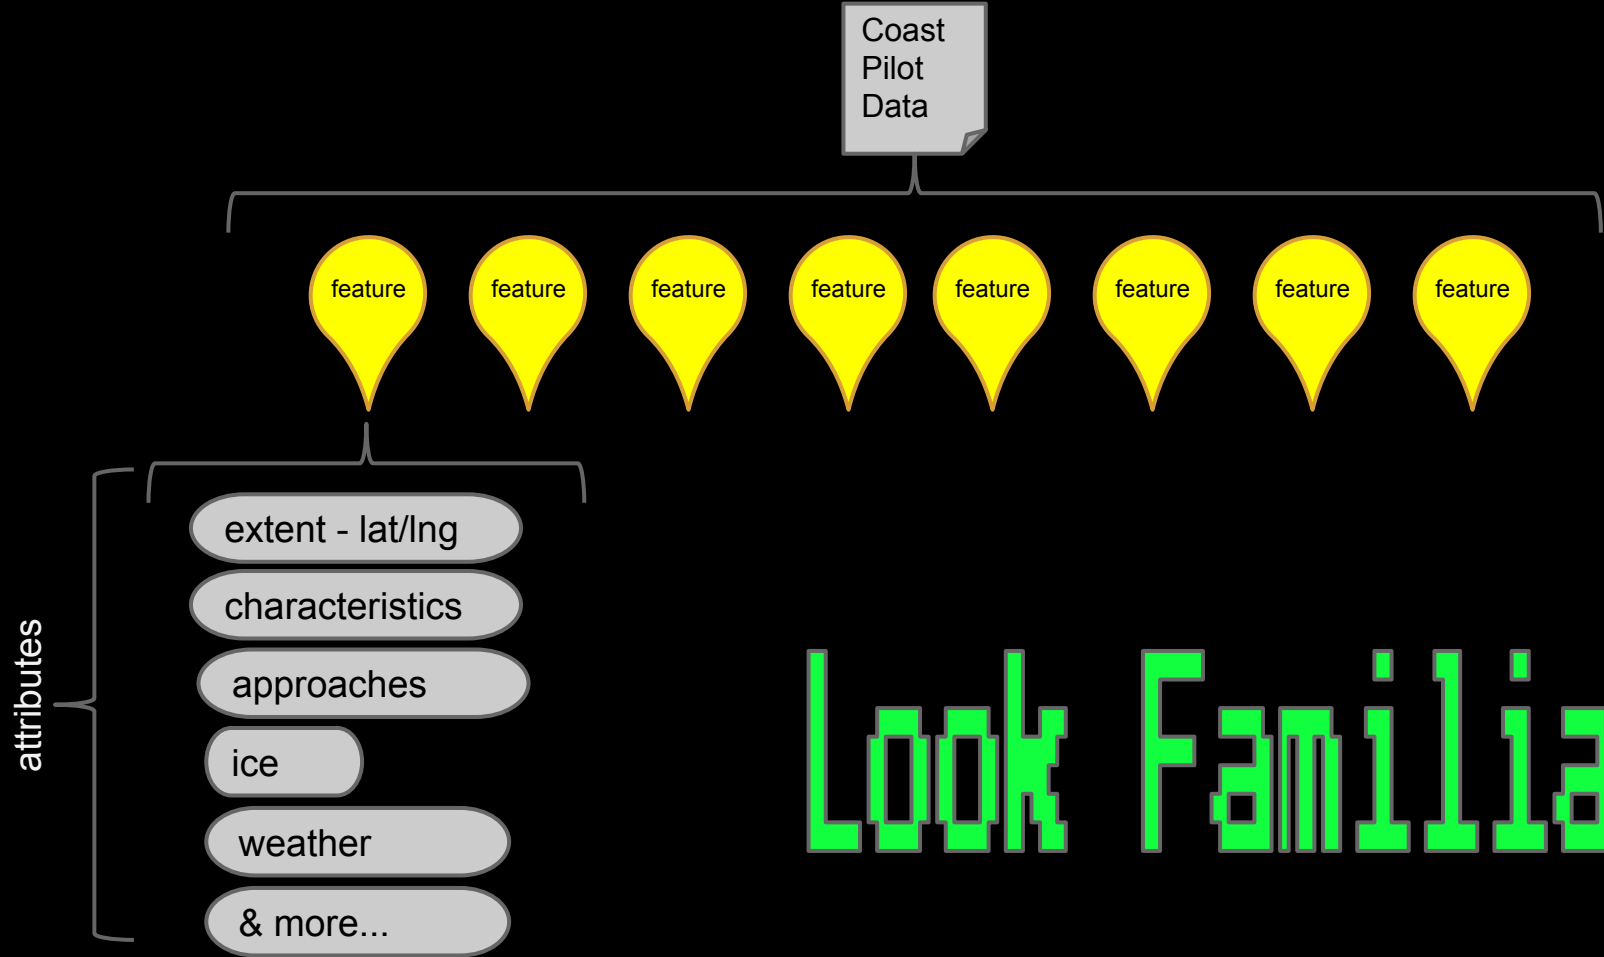 Coast
Pilot
Data
feature feature feature feature feature feature feature feature
attributes
extent - lat/lng
characteristics
approaches
ice
weather
& more...
Look Familia